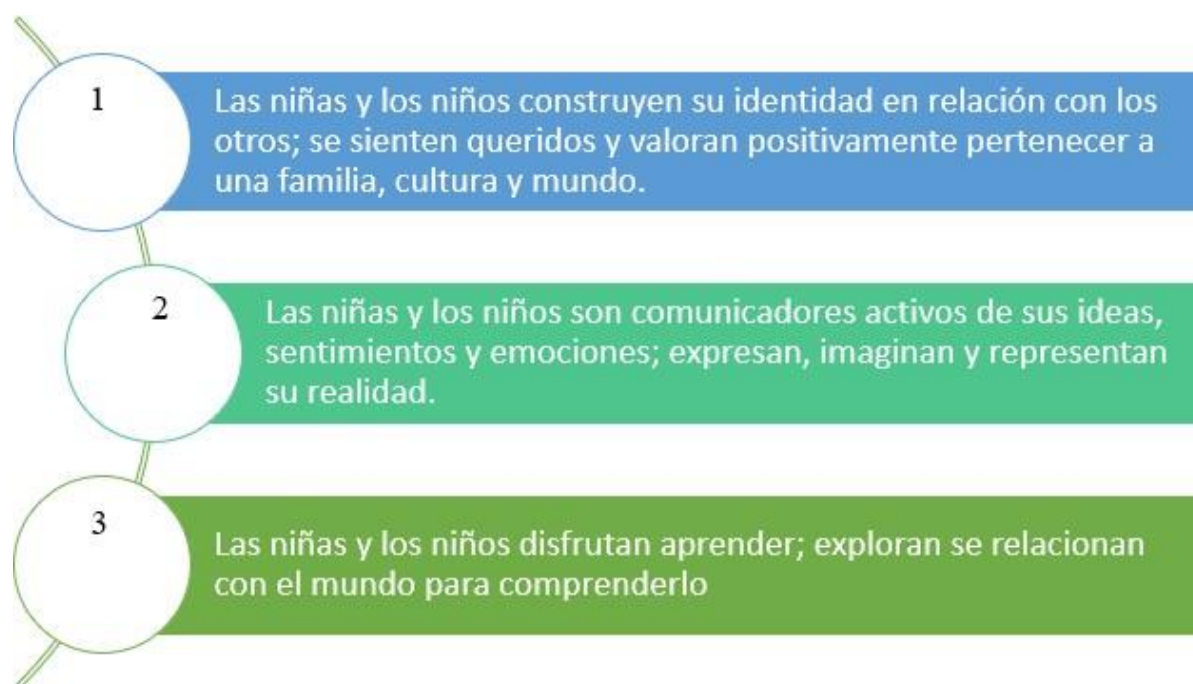 1
Las niñas y los niños construyen su identidad en relación con los
otros; se sienten queridos y valoran positivamente pertenecer a
una familia, cultura y mundo.
2
Las niñas y los niños son comunicadores activos de sus ideas,
sentimientos y emociones; expresan, imaginan y representan
su realidad.
3
Las niñas y los niños disfrutan aprender; exploran se relacionan
con el mundo para comprenderlo